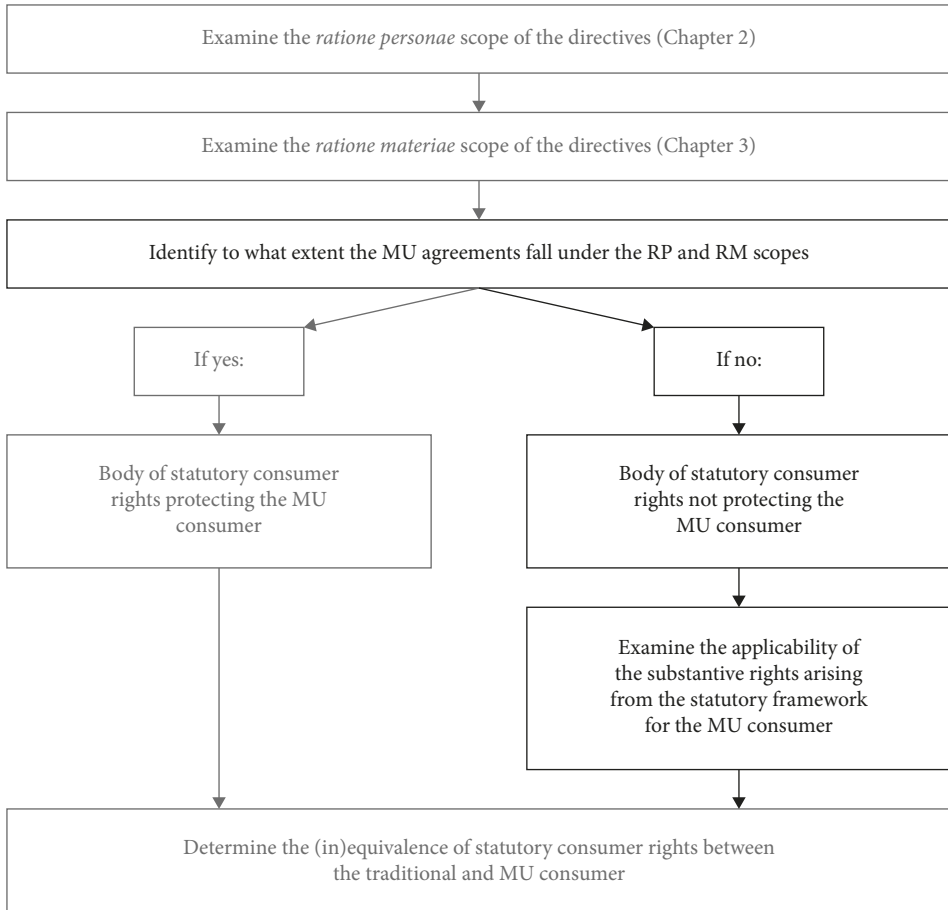 Examine the ratione personae scope of the directives (Chapter 2)
Examine the ratione materiae scope of the directives (Chapter 3)
Identify to what extent the MU agreements fall under the RP and RM scopes
If yes:
If no:
Body of statutory consumer
rights protecting the MU
consumer
Body of statutory consumer
rights not protecting the
MU consumer
Examine the applicability of
the substantive rights arising
from the statutory framework
for the MU consumer
Determine the (in)equivalence of statutory consumer rights between
the traditional and MU consumer